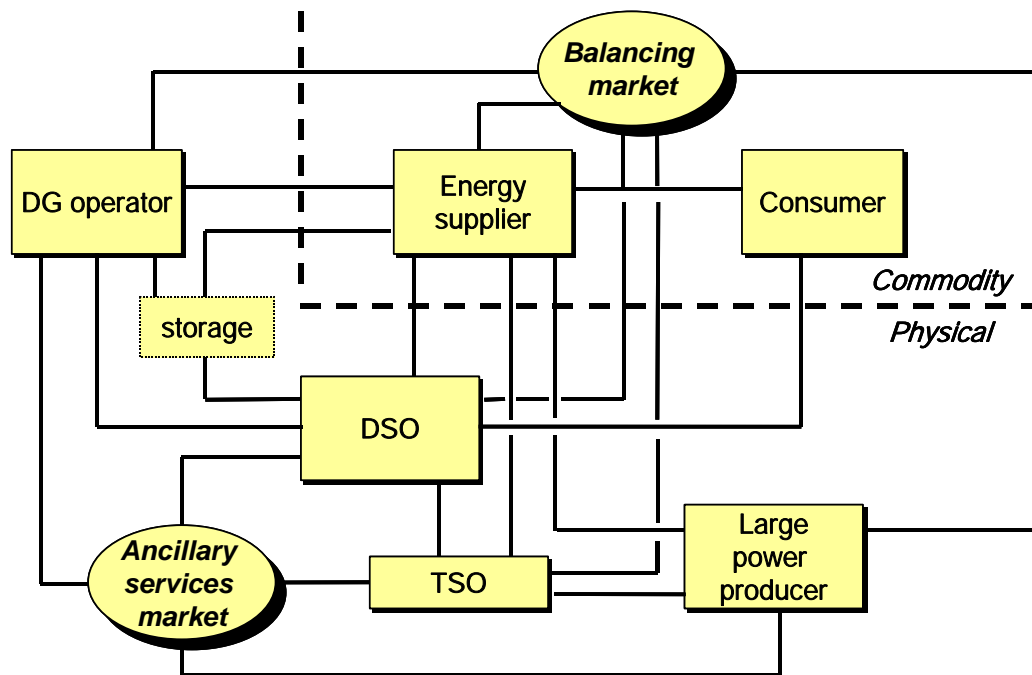 Balancing
market
DG operator
Energy
supplier
Consumer
Commodity
storage
Physical
DSO
Large
power
producer
Ancillary
services
market
TSO